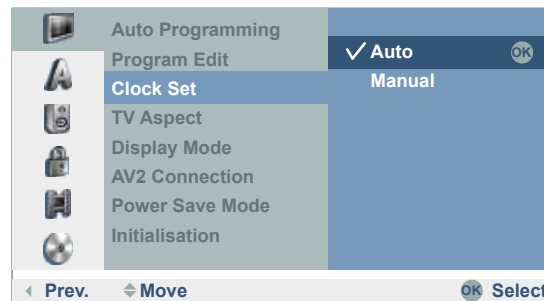 Auto Programming
Program Edit
Clock Set
TV Aspect
Display Mode
AV2 Connection
Power Save Mode
Initialisation
Auto OK
Manual
Prev. Move OK Select